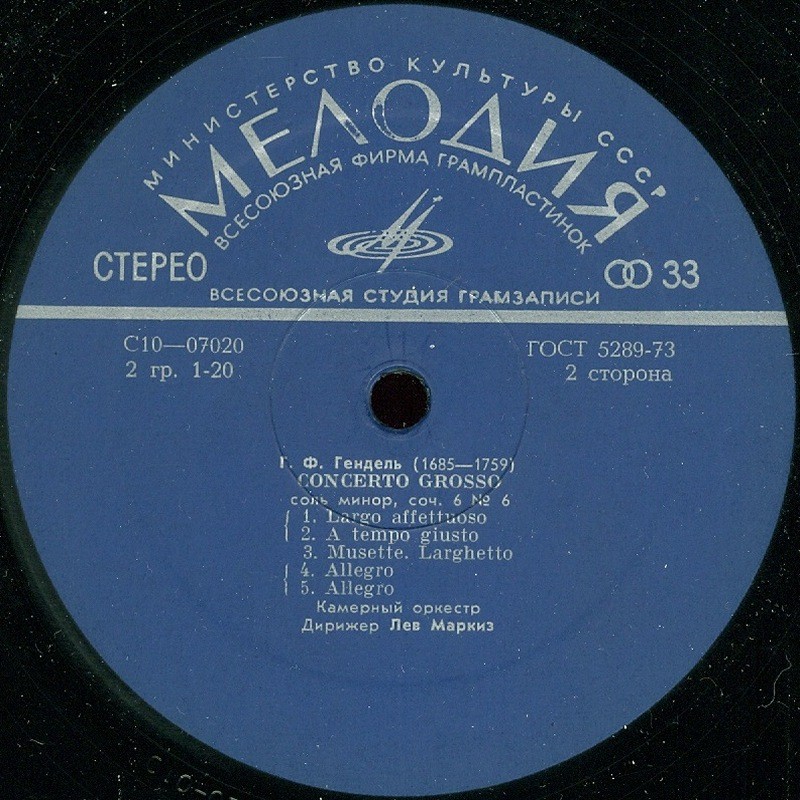 МИНИСТЕРСТВО КУЛЬТУРЫ СССР
МЕЛОДИЯ
ВСЕСОЮЗНАЯ ФИРМА ГРАМПЛАСТИНОК
СТЕРЕО
33
ВСЕСОЮЗНАЯ СТУДИЯ ГРАМЗАПИСИ
С10—07020
ГОСТ 5289-73
2 гр. 1-20
2 сторона
Г. Ф. Гендель (1685—1759)
CONCERTO GROSSO
соль минор, соч. 6 № 6
1. Largo affettuoso
2. A tempo giusto
3. Musette. Larghetto
4. Allegro
5. Allegro
Камерный оркестр
Дирижер Лев Маркиз